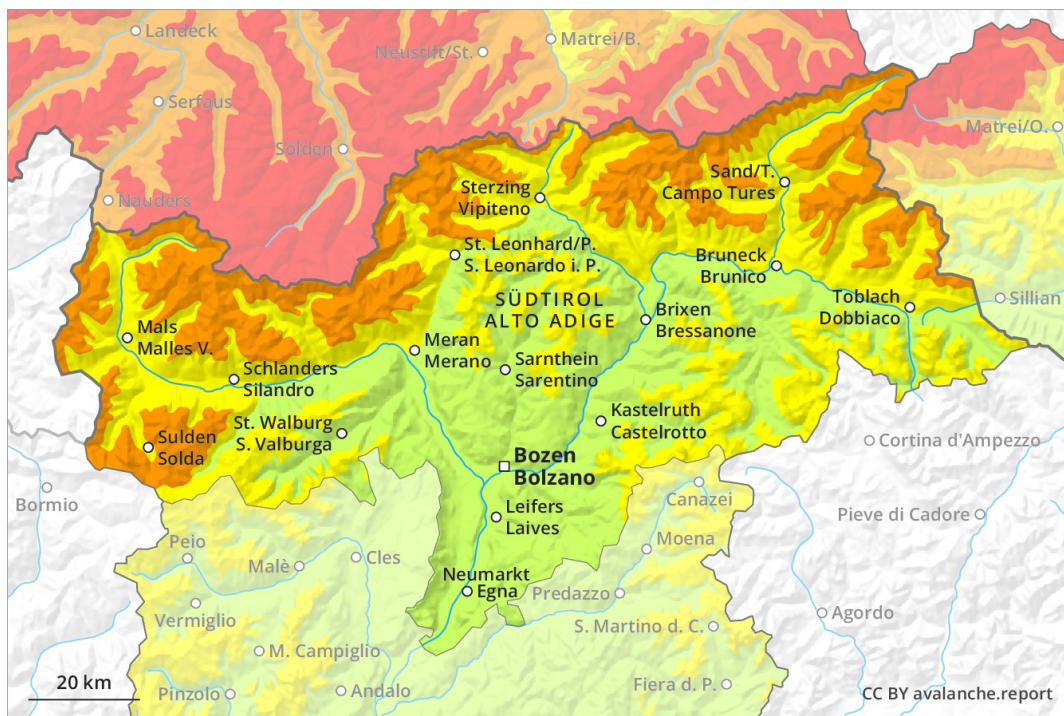 Landeck
Neustift/St.
Matrei/B.
Serfaus
Matrei/O.
Sölden
Nauders
Sterzing
Vipiteno
Sand/T.
Campo Tures
St. Leonhard/P.
S. Leonardo i. P.
Bruneck
Brunico
SÜDTIROL
ALTO ADIGE
Toblach
Dobbiaco
Sillian
Brixen
Bressanone
Mals
Malles V.
Meran
Merano
Schlanders
Silandro
Sarnthein
Sarentino
St. Walburg
S. Valburga
Kastelruth
Castelrotto
Sulden
Solda
Cortina d'Ampezzo
Bozen
Bolzano
Bormio
Canazei
Leifers
Laives
Pieve di Cadore
Moena
Peio
Cles
Malè
Neumarkt
Egna
Predazzo
Vermiglio
Agordo
S. Martino d. C.
M. Campiglio
20 km
Pinzolo
Andalo
Fiera d. P.
CC BY avalanche.report